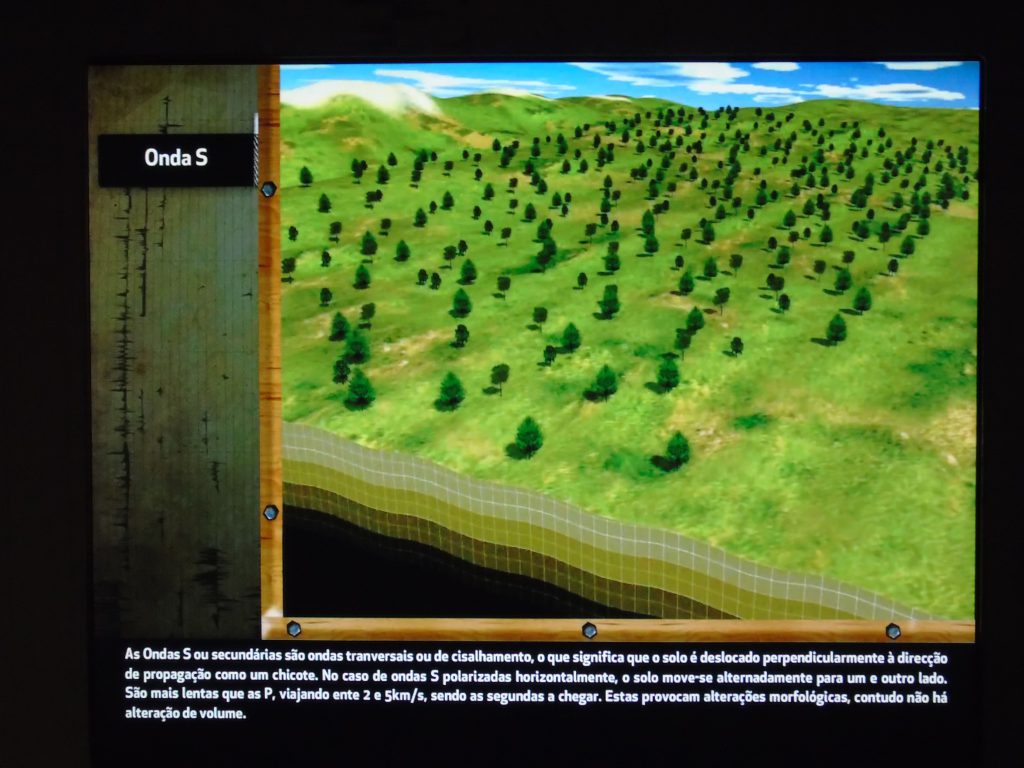 Onda S
As Ondas S ou secundárias são ondas tranversais ou de cisalhamento, o que significa que o solo é deslocado perpendicularmente à direcção
de propagação como um chicote. No caso de ondas S polarizadas horizontalmente, o solo move-se alternadamente para um e outro lado.
São mais lentas que as P, viajando ente 2 e 5km/s, sendo as segundas a chegar. Estas provocam alterações morfológicas, contudo não há
alteração de volume.